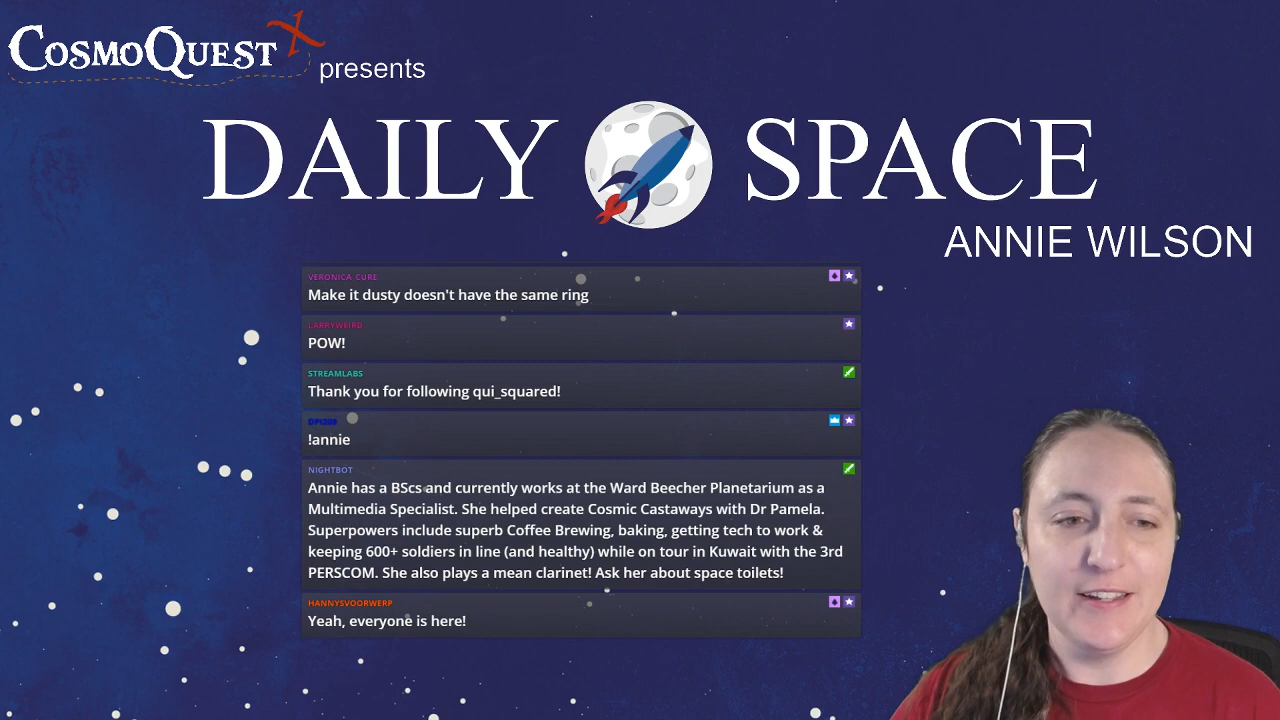 CosmoQuest X
presents
DAILY SPACE
ANNIE WILSON
VERONICA CURE
Make it dusty doesn't have the same ring
LARRYWEIRD
POW!
STREAMLABS
Thank you for following qui_squared!
DPI209
!annie
NIGHTBOT
Annie has a BScs and currently works at the Ward Beecher Planetarium as a
Multimedia Specialist. She helped create Cosmic Castaways with Dr Pamela.
Superpowers include superb Coffee Brewing, baking, getting tech to work &
keeping 600+ soldiers in line (and healthy) while on tour in Kuwait with the 3rd
PERSCOM. She also plays a mean clarinet! Ask her about space toilets!
HANNYSVOORWERP
Yeah, everyone is here!